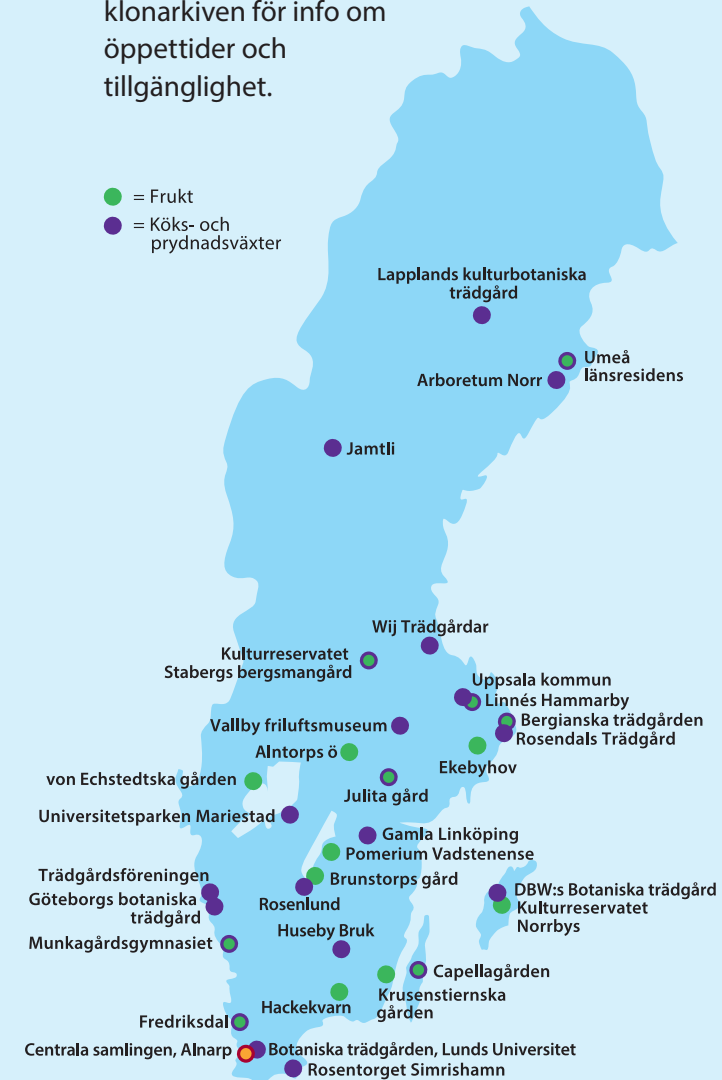 klonarkiven för info om
öppettider och
tillgänglighet.
= Frukt
= Köks- och
prydnadsväxter
Lapplands kulturbotaniska
trädgård
Umeå
länsresidens
Arboretum Norr
Jamtli
Wij Trädgårdar
Kulturreservatet
Stabergs bergsmangård
Uppsala kommun
Linnés Hammarby
Bergianska trädgården
Rosendals Trädgård
Vallby friluftsmuseum
Alntorps ö
Ekebyhov
von Echstedtska gården
Julita gård
Universitetsparken Mariestad
Gamla Linköping
Pomerium Vadstenense
Trädgårdsföreningen
Brunstorps gård
DBW:s Botaniska trädgård
Göteborgs botaniska
trädgård
Rosenlund
Kulturreservatet
Norrbys
Huseby Bruk
Munkagårdsgymnasiet
Capellagården
Krusenstiernska
gården
Hackekvarn
Fredriksdal
Centrala samlingen, Alnarp
Botaniska trädgården, Lunds Universitet
Rosentorget Simrishamn